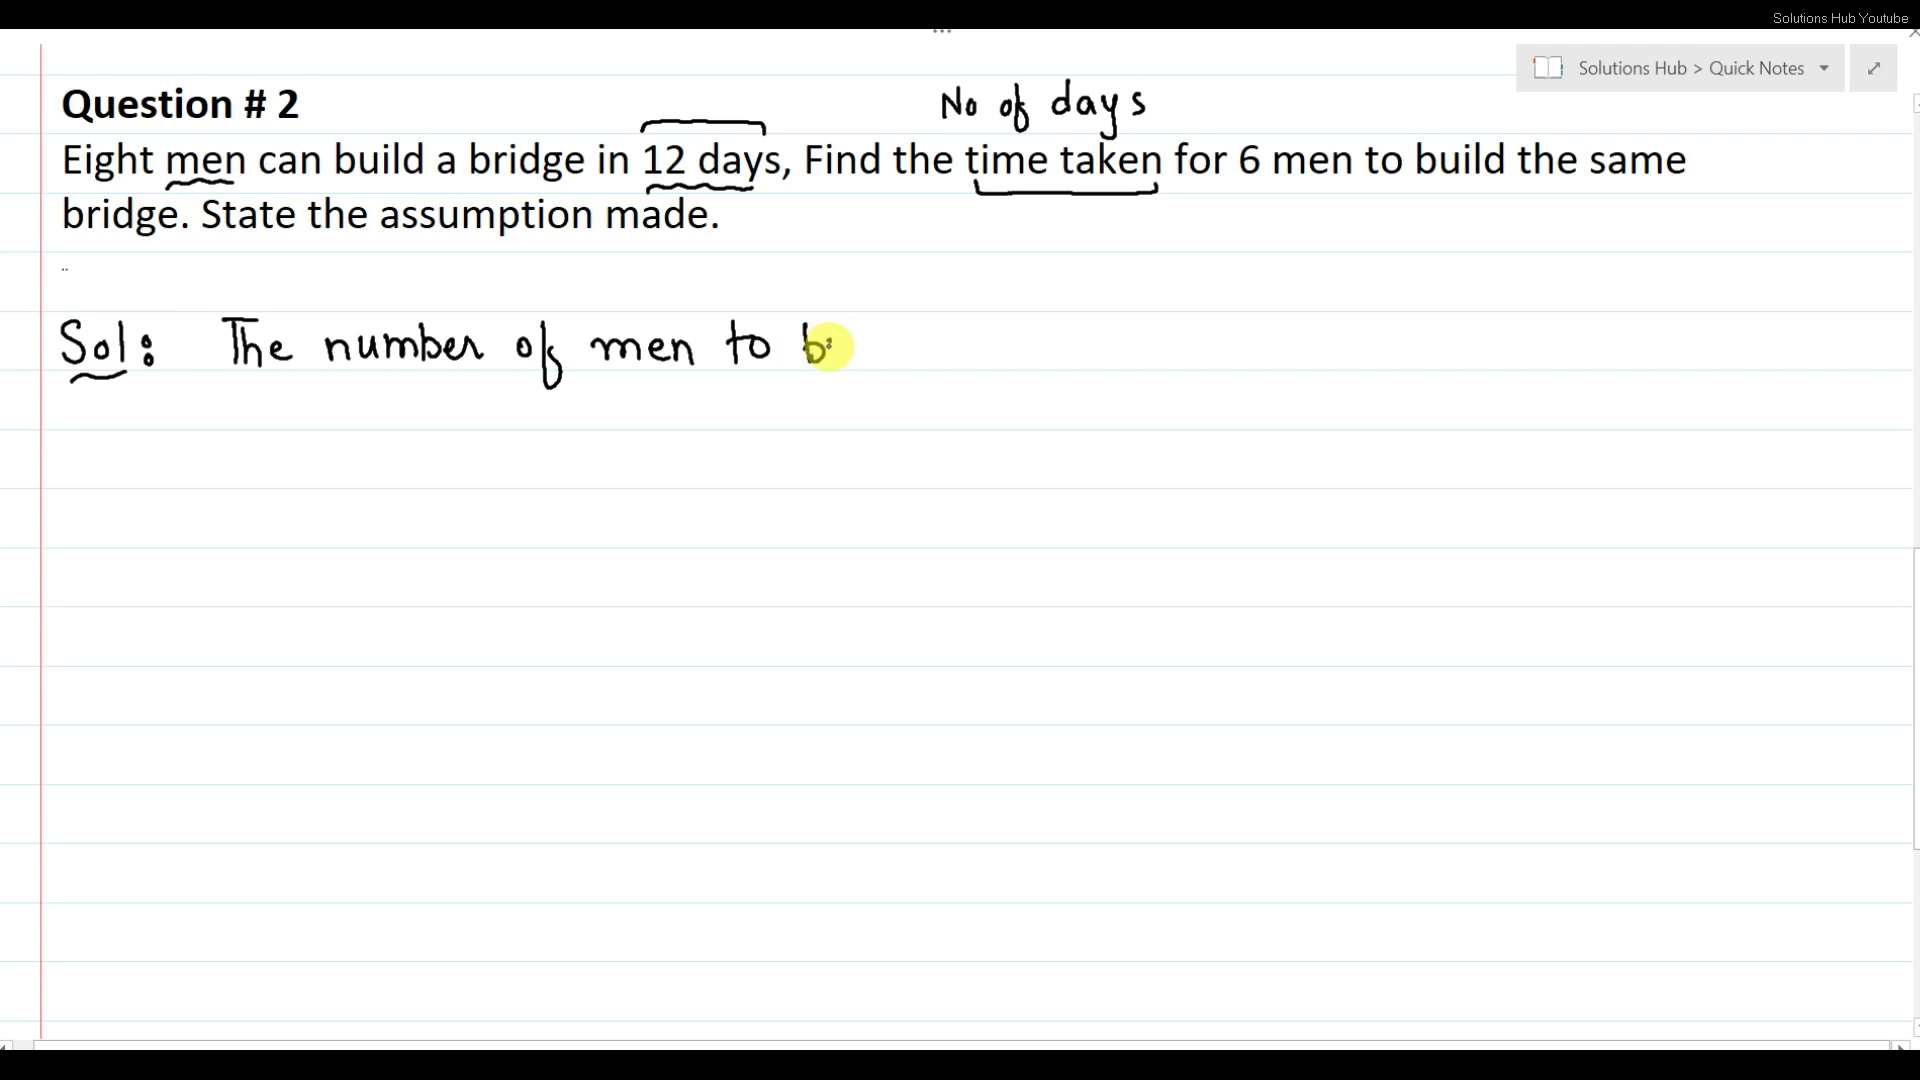 Solutions Hub Youtube
Solutions Hub > Quick Notes
Question # 2
No of days
Eight men can build a bridge in 12 days, Find the time taken for 6 men to build the same
bridge. State the assumption made.
Sol: The number of men to b